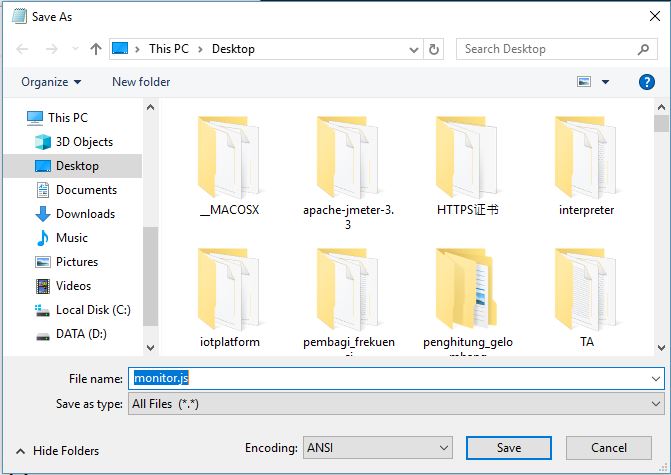 Save As
This PC
Desktop
Search Desktop
Organize
New folder
?
This PC
3D Objects
Desktop
Documents
Downloads
Music
Pictures
Videos
Local Disk (C:)
DATA (D:)
__MACOSX
apache-jmeter-3.
3
HTTPS证书
interpreter
iotplatform
pembagi_frekuen
penghitung_gelo
TA
File name:
monitor.js
Save as type:
All Files (*.*)
Hide Folders
Encoding:
ANSI
Save
Cancel